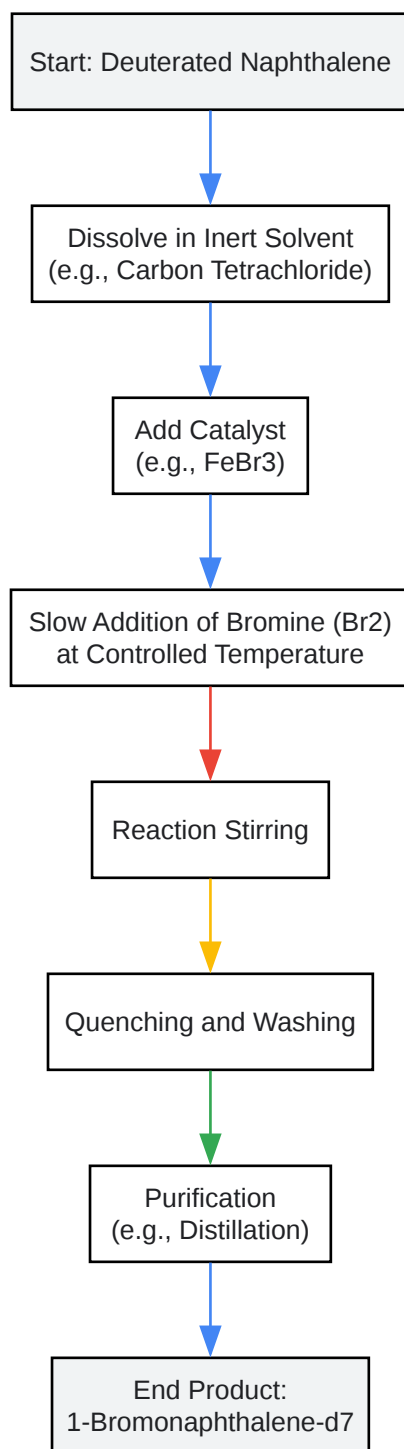 Start: Deuterated Naphthalene
Dissolve in Inert Solvent
(e.g., Carbon Tetrachloride)
Add Catalyst
(e.g., FeBr3)
Slow Addition of Bromine (Br2)
at Controlled Temperature
Reaction Stirring
Quenching and Washing
Purification
(e.g., Distillation)
End Product:
1-Bromonaphthalene-d7